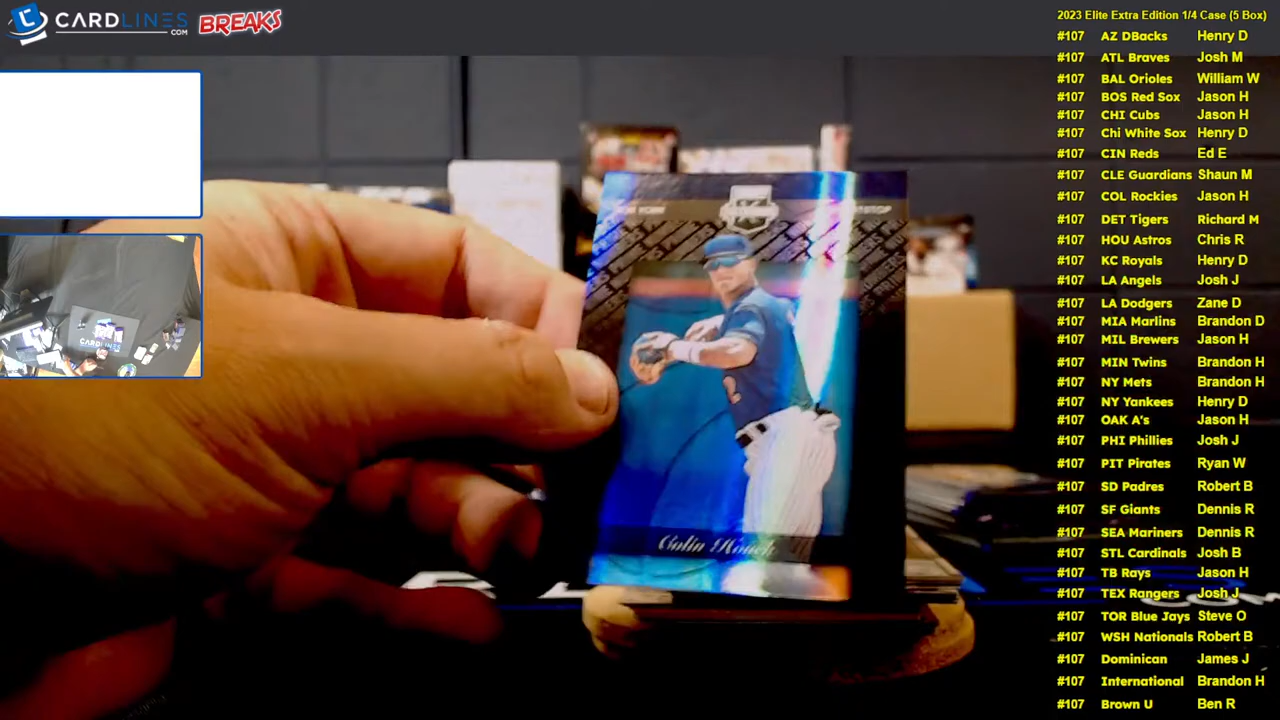 CARDLINES
.COM
BREAKS
2023 Elite Extra Edition 1/4 Case (5 Box)
#107 AZ DBacks Henry D
#107 ATL Braves Josh M
#107 BAL Orioles William W
#107 BOS Red Sox Jason H
#107 CHI Cubs Jason H
#107 Chi White Sox Henry D
#107 CIN Reds Ed E
#107 CLE Guardians Shaun M
#107 COL Rockies Jason H
#107 DET Tigers Richard M
#107 HOU Astros Chris R
#107 KC Royals Henry D
#107 LA Angels Josh J
#107 LA Dodgers Zane D
#107 MIA Marlins Brandon D
#107 MIL Brewers Jason H
#107 MIN Twins Brandon H
#107 NY Mets Brandon H
#107 NY Yankees Henry D
#107 OAK A's Jason H
#107 PHI Phillies Josh J
#107 PIT Pirates Ryan W
#107 SD Padres Robert B
#107 SF Giants Dennis R
#107 SEA Mariners Dennis R
#107 STL Cardinals Josh B
#107 TB Rays Jason H
#107 TEX Rangers Josh J
#107 TOR Blue Jays Steve O
#107 WSH Nationals Robert B
#107 Dominican James J
#107 International Brandon H
#107 Brown U Ben R
Colin Houck
2
CARDLINES